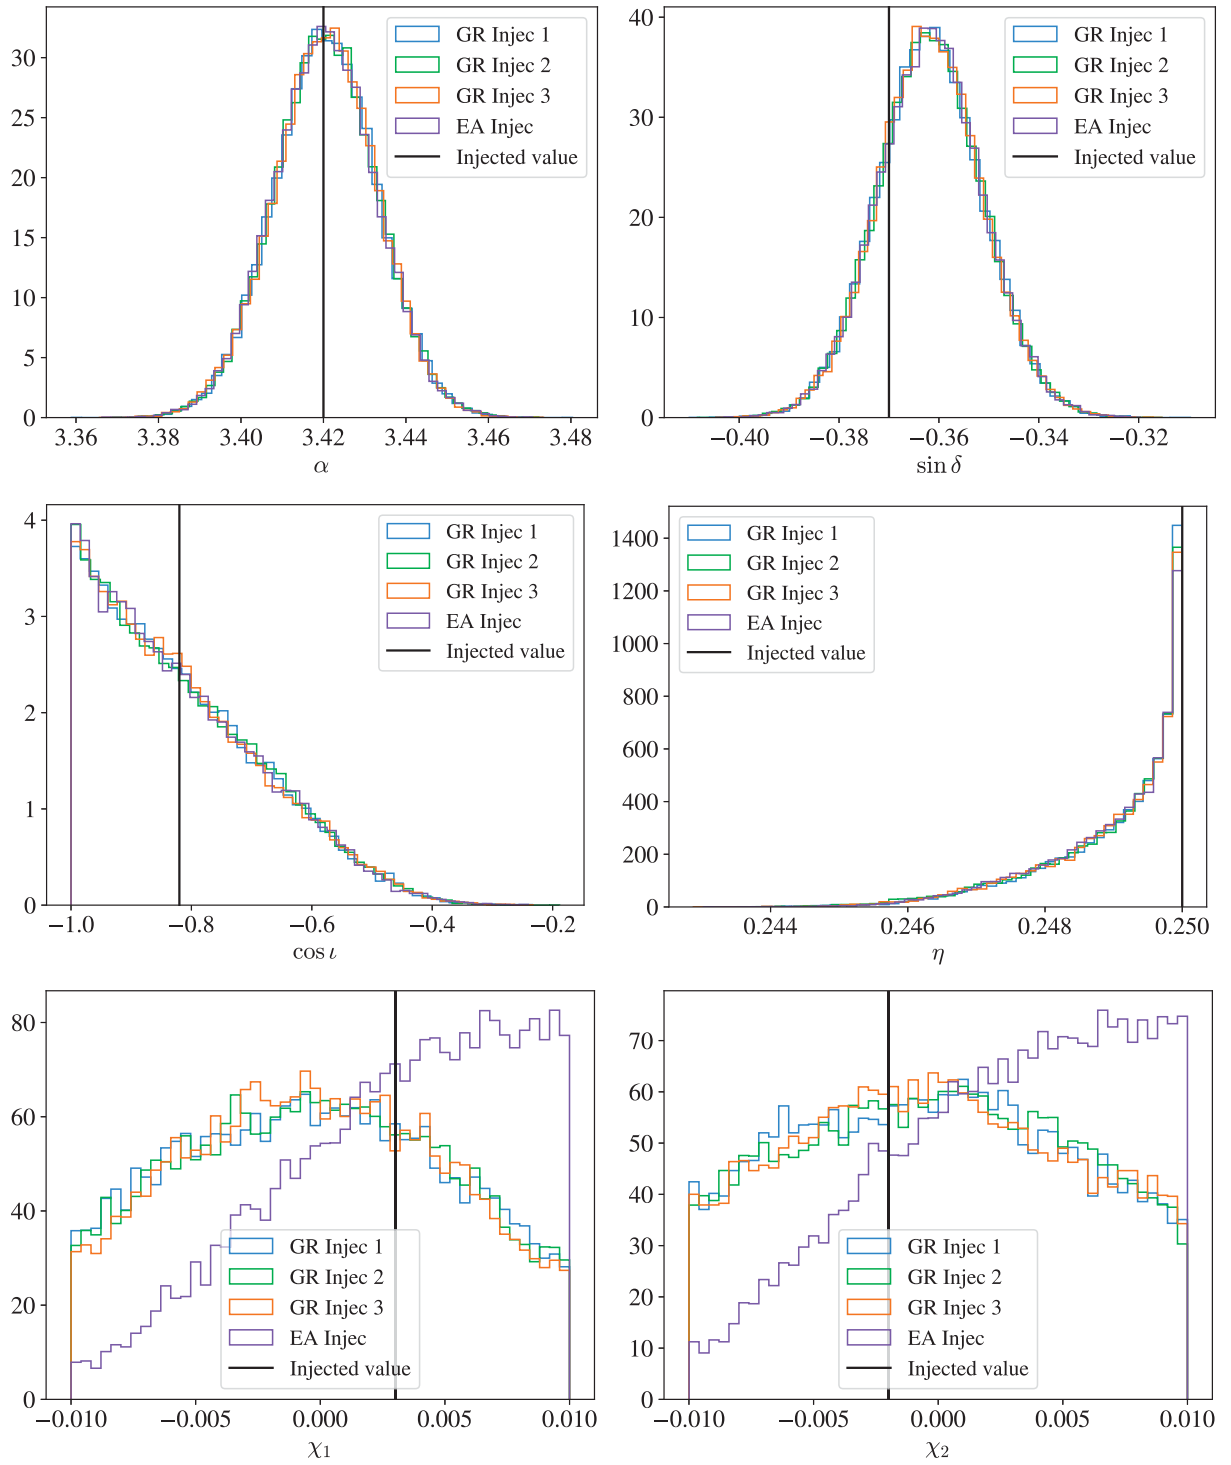 GR Injec 1
GR Injec 2
GR Injec 3
EA Injec
Injected value
30
25
20
15
10
5
0
3.36 3.38 3.40 3.42 3.44 3.46 3.48
α
GR Injec 1
GR Injec 2
GR Injec 3
EA Injec
Injected value
40
30
20
10
0
−0.40 −0.38 −0.36 −0.34 −0.32
sin δ
GR Injec 1
GR Injec 2
GR Injec 3
EA Injec
Injected value
4
3
2
1
0
−1.0 −0.8 −0.6 −0.4 −0.2
cos ι
GR Injec 1
GR Injec 2
GR Injec 3
EA Injec
Injected value
1400
1200
1000
800
600
400
200
0
0.244 0.246 0.248 0.250
η
80
60
40
20
0
GR Injec 1
GR Injec 2
GR Injec 3
EA Injec
Injected value
−0.010 −0.005 0.000 0.005 0.010
χ₁
70
60
50
40
30
20
10
0
GR Injec 1
GR Injec 2
GR Injec 3
EA Injec
Injected value
−0.010 −0.005 0.000 0.005 0.010
χ₂